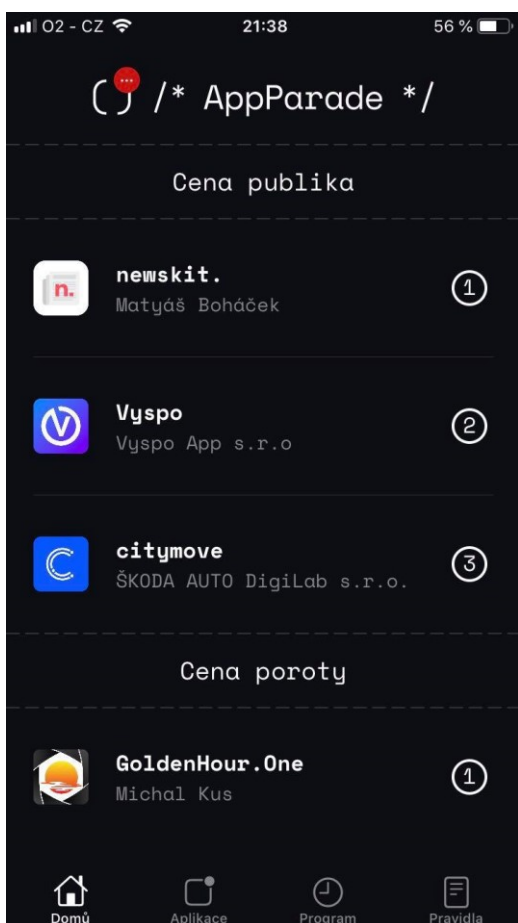 O2 - CZ 21:38 56 %
/* AppParade */
Cena publika
n.
newskit.
Matyáš Boháček
1
Vyspo
Vyspo App s.r.o
2
citymove
ŠKODA AUTO DigiLab s.r.o.
3
Cena poroty
GoldenHour.One
Michal Kus
1
Domů Aplikace Program Pravidla